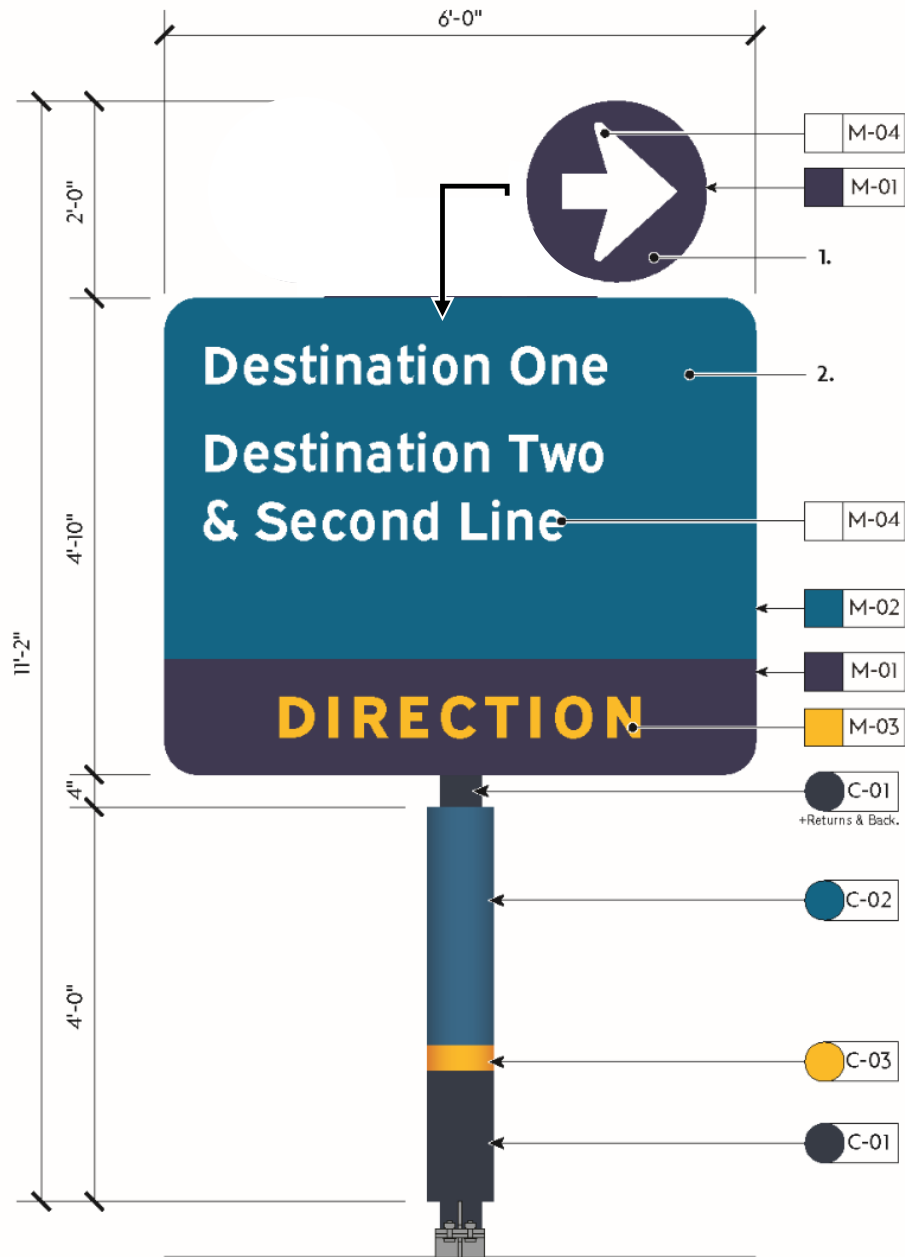 6'-0"
2'-0"
M-04
M-01
1.
Destination One
2.
Destination Two
& Second Line
M-04
4'-10"
M-02
11'-2"
M-01
DIRECTION
M-03
4"
C-01
+Returns & Back.
C-02
4'-0"
C-03
C-01